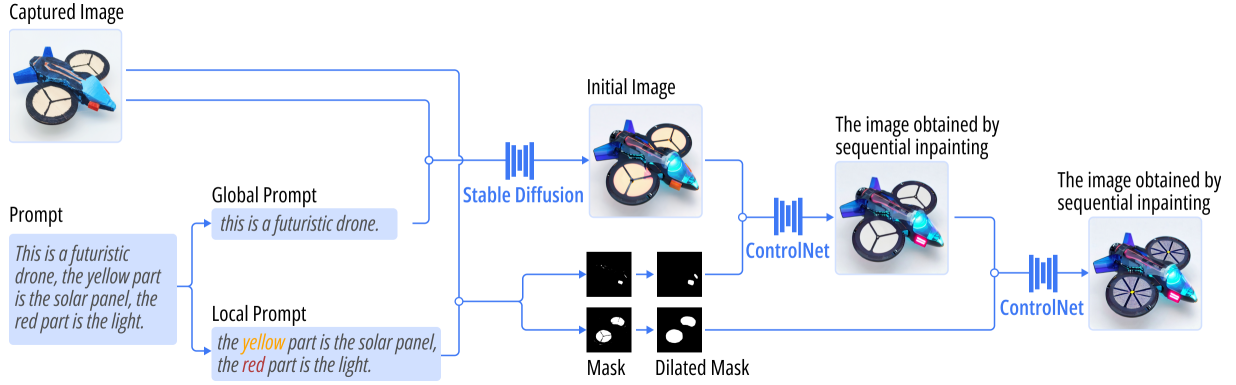 Captured Image
Initial Image
The image obtained by
sequential inpainting
The image obtained by
sequential inpainting
Stable Diffusion
Global Prompt
this is a futuristic drone.
Prompt
This is a futuristic
drone, the yellow part
is the solar panel, the
red part is the light.
ControlNet
ControlNet
Local Prompt
the yellow part is the solar panel,
the red part is the light.
Mask
Dilated Mask